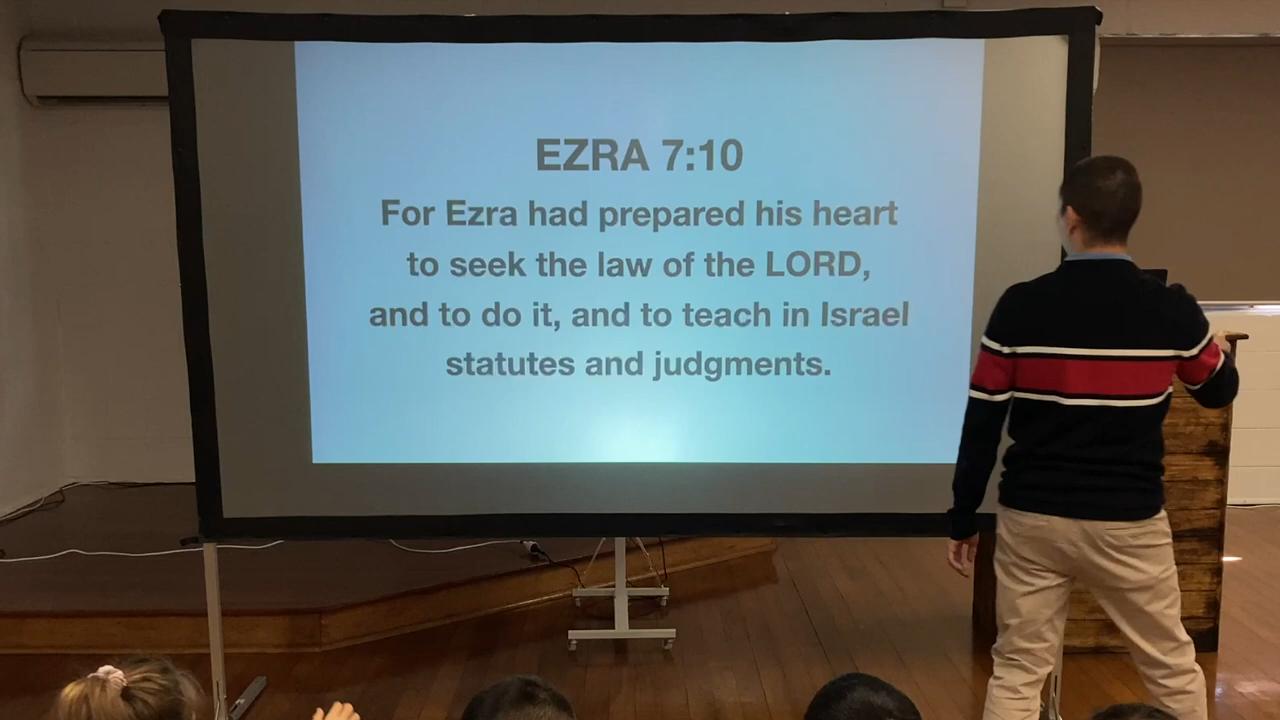 EZRA 7:10
For Ezra had prepared his heart
to seek the law of the LORD,
and to do it, and to teach in Israel
statutes and judgments.